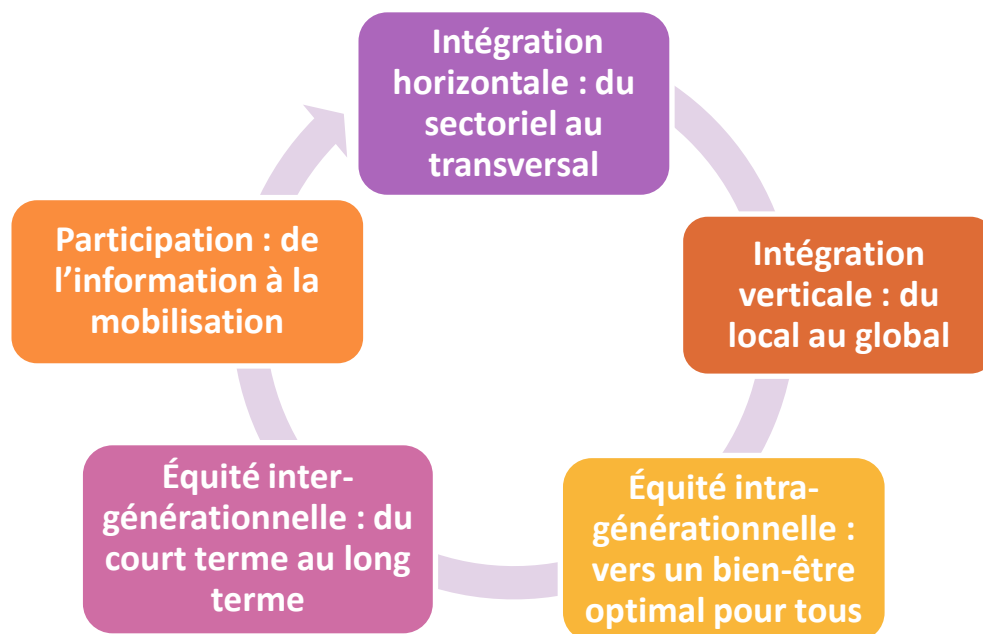 Intégration
horizontale : du
sectoriel au
transversal
Intégration
verticale : du
local au global
Équité intra-
générationnelle :
vers un bien-être
optimal pour tous
Équité inter-
générationnelle : du
court terme au long
terme
Participation : de
l’information à la
mobilisation